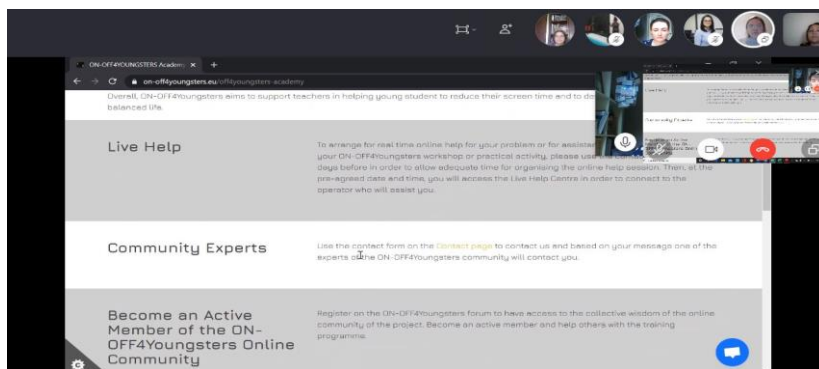 ON-OFF4YOUNGSTERS Academy
on-off4youngsters.eu/off4youngsters-academy
Overall, ON-OFF4Youngsters aims to support teachers in helping young student to reduce their screen time and to de
balanced life.
Live Help
To arrange for real time online help for your problem or for assisten
your ON-OFF4Youngsters workshop or practical activity, please use
days before in order to allow adequate time for organising the online help session. Then, at the
pre-agreed date and time, you will access the Live Help Centre in order to connect to the
operator who will assist you.
Community Experts
Use the contact form on the Contact page to contact us and based on your message one of the
experts of the ON-OFF4Youngsters community will contact you.
Become an Active
Member of the ON-
OFF4Youngsters Online
Community
Register on the ON-OFF4Youngsters forum to have access to the collective wisdom of the online
community of the project. Become an active member and help others with the training
programme.